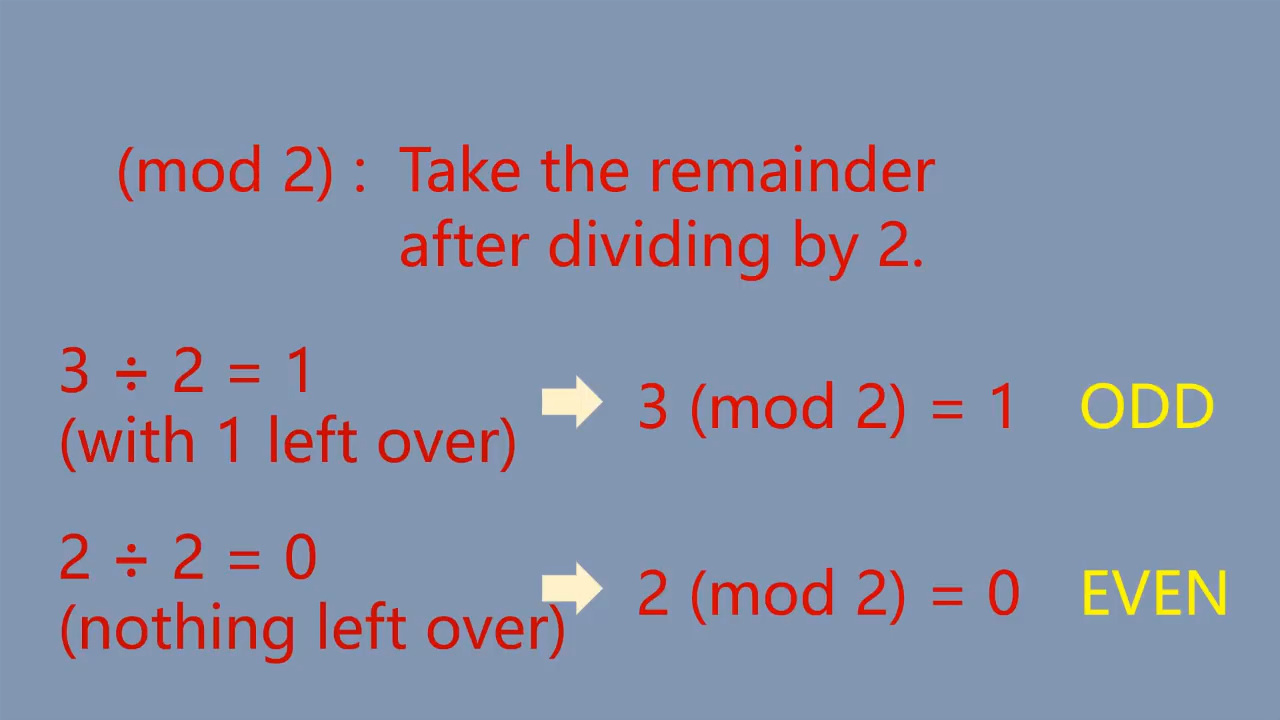 (mod 2) : Take the remainder
after dividing by 2.
3 ÷ 2 = 1
(with 1 left over)
3 (mod 2) = 1 ODD
2 ÷ 2 = 0
(nothing left over)
2 (mod 2) = 0 EVEN